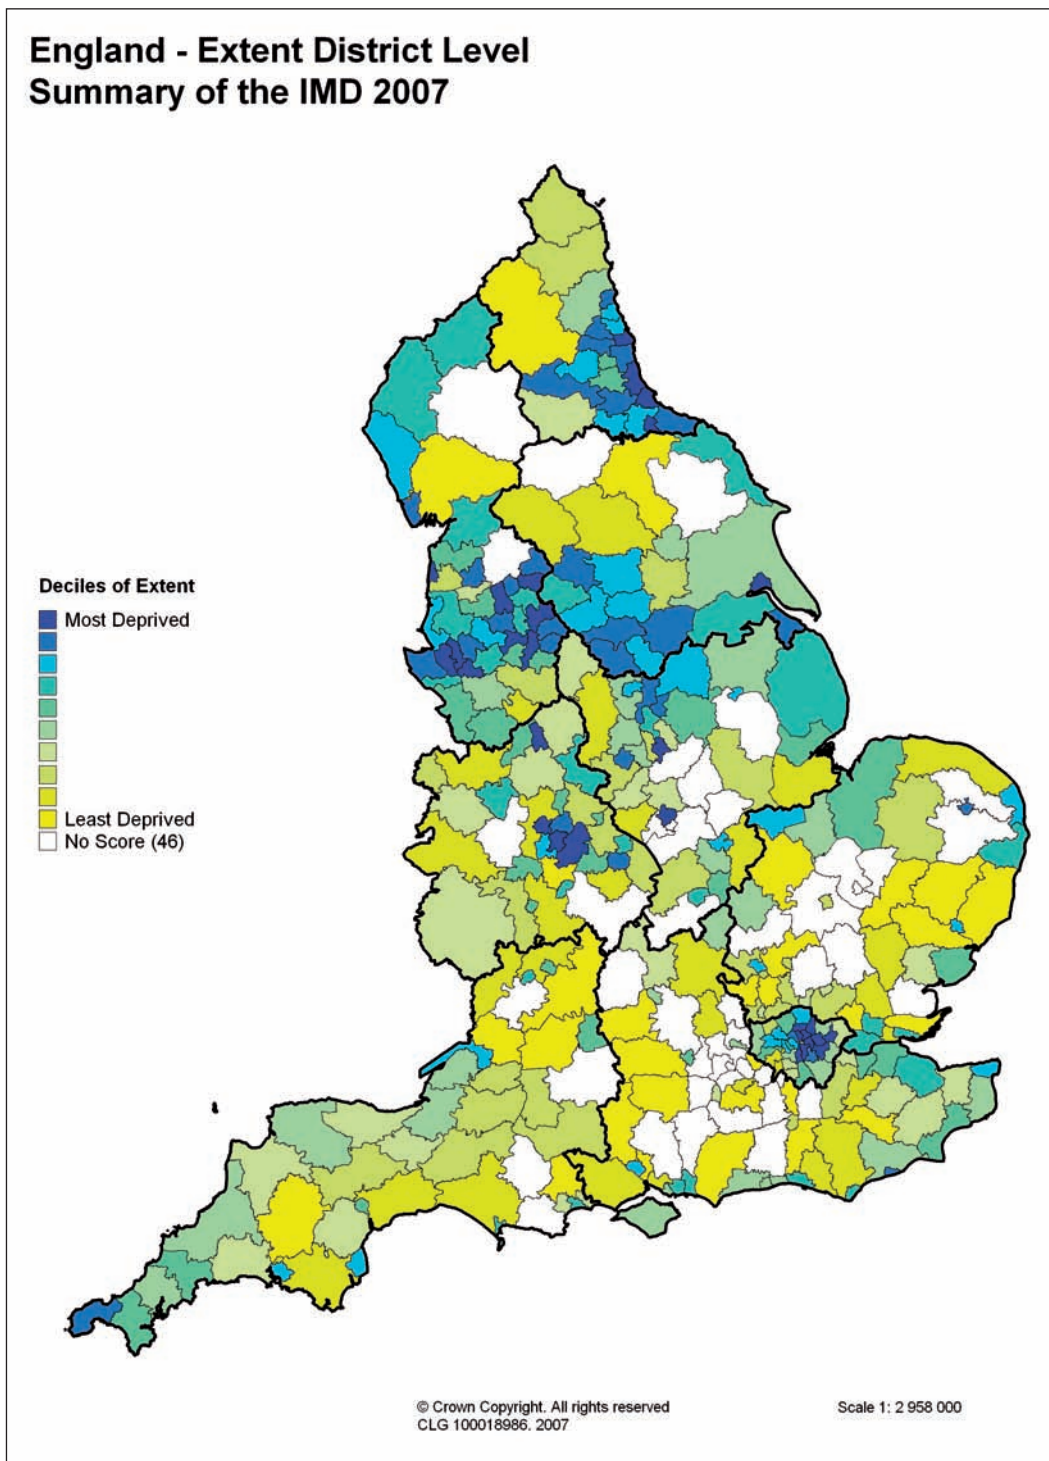 England - Extent District Level
Summary of the IMD 2007
Deciles of Extent
Most Deprived
Least Deprived
No Score (46)
© Crown Copyright. All rights reserved
CLG 100018986. 2007
Scale 1: 2 958 000